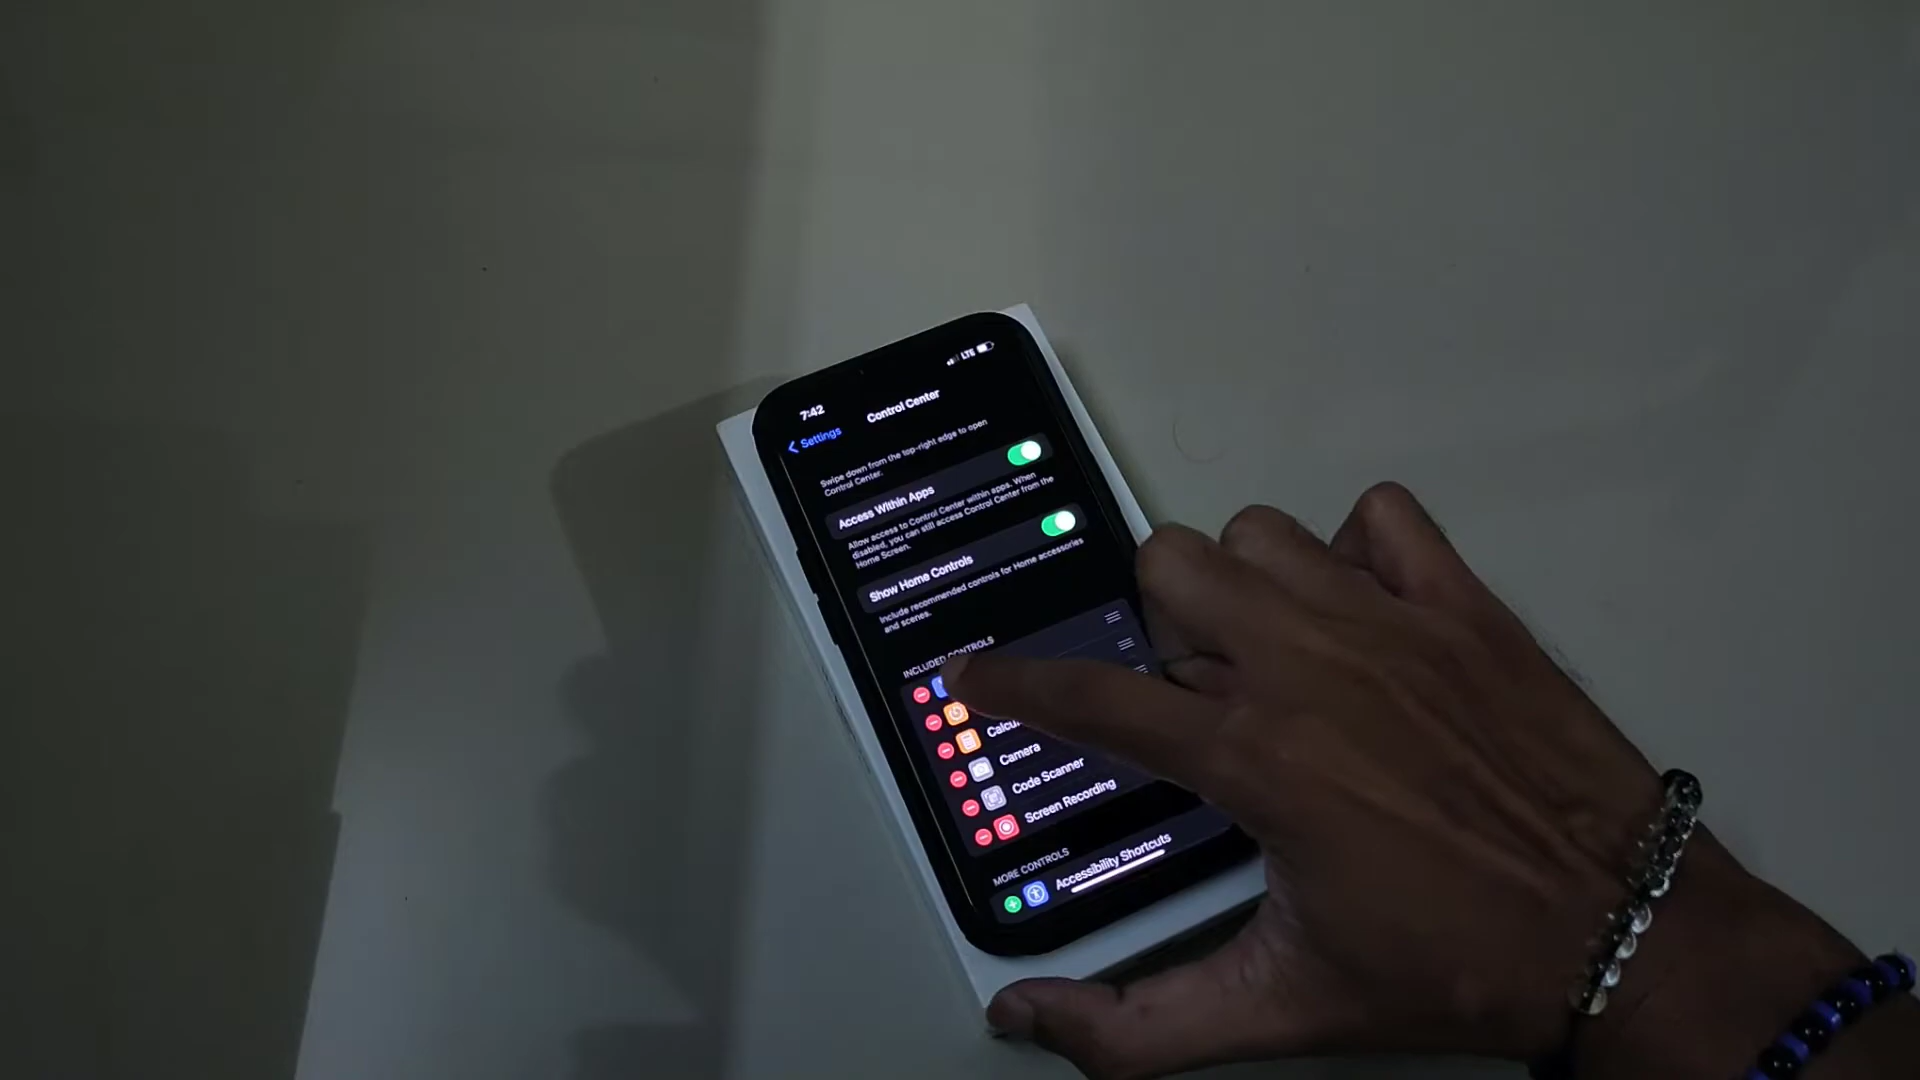 7:42
LTE
Settings
Control Center
Swipe down from the top-right edge to open
Control Center.
Access Within Apps
Allow access to Control Center within apps. When
disabled, you can still access Control Center from the
Home Screen.
Show Home Controls
Include recommended controls for Home accessories
and scenes.
INCLUDED CONTROLS
Camera
Code Scanner
Screen Recording
MORE CONTROLS
Accessibility Shortcuts